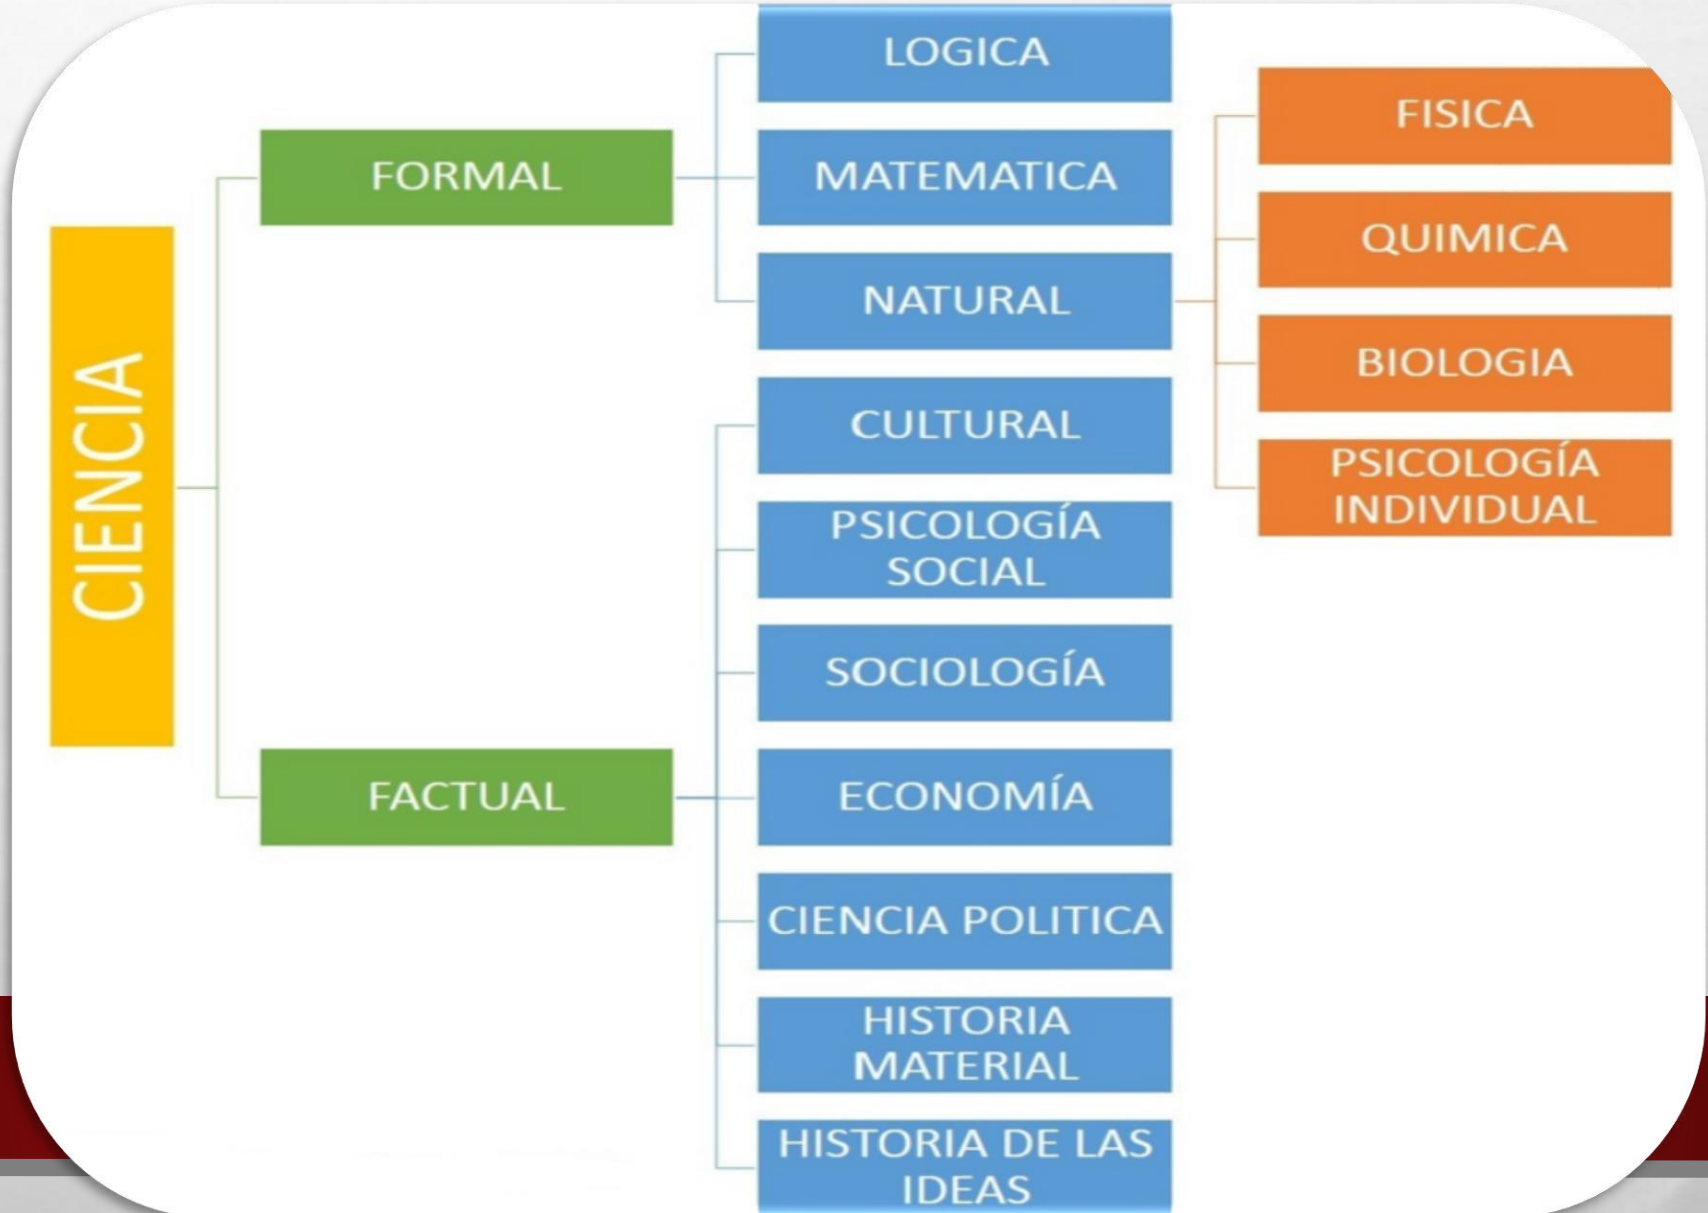 CIENCIA
FORMAL
FACTUAL
LOGICA
MATEMATICA
NATURAL
CULTURAL
PSICOLOGÍA
SOCIAL
SOCIOLOGÍA
ECONOMÍA
CIENCIA POLITICA
HISTORIA
MATERIAL
HISTORIA DE LAS
IDEAS
FISICA
QUIMICA
BIOLOGIA
PSICOLOGÍA
INDIVIDUAL